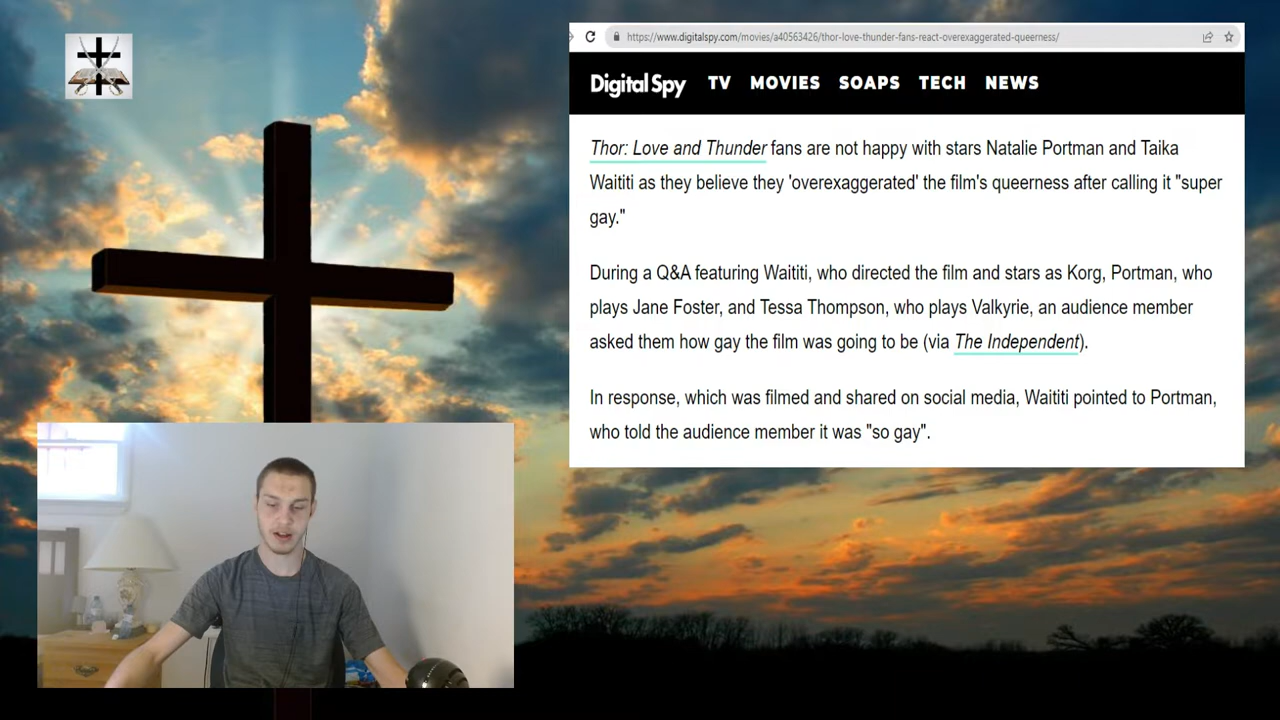 https://www.digitalspy.com/movies/a40563426/thor-love-thunder-fans-react-overexaggerated-queerness/
Digital Spy TV MOVIES SOAPS TECH NEWS
Thor: Love and Thunder fans are not happy with stars Natalie Portman and Taika
Waititi as they believe they 'overexaggerated' the film's queerness after calling it "super
gay."
During a Q&A featuring Waititi, who directed the film and stars as Korg, Portman, who
plays Jane Foster, and Tessa Thompson, who plays Valkyrie, an audience member
asked them how gay the film was going to be (via The Independent).
In response, which was filmed and shared on social media, Waititi pointed to Portman,
who told the audience member it was "so gay".